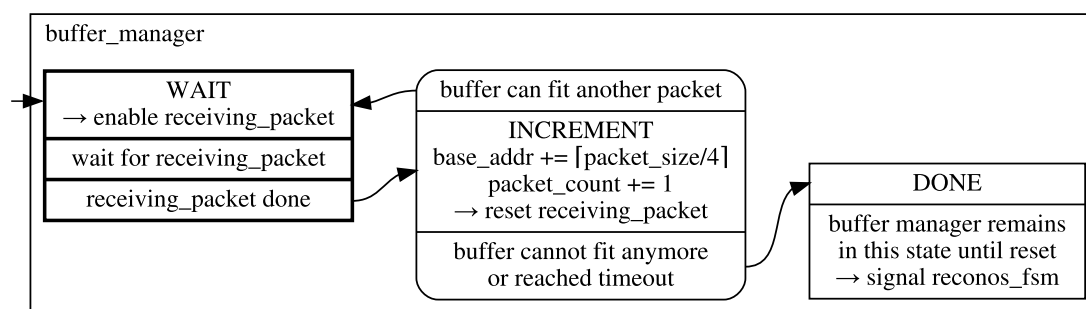 buffer_manager
WAIT
→ enable receiving_packet
wait for receiving_packet
receiving_packet done
buffer can fit another packet
INCREMENT
base_addr += ⌈packet_size/4⌉
packet_count += 1
→ reset receiving_packet
buffer cannot fit anymore
or reached timeout
DONE
buffer manager remains
in this state until reset
→ signal reconos_fsm